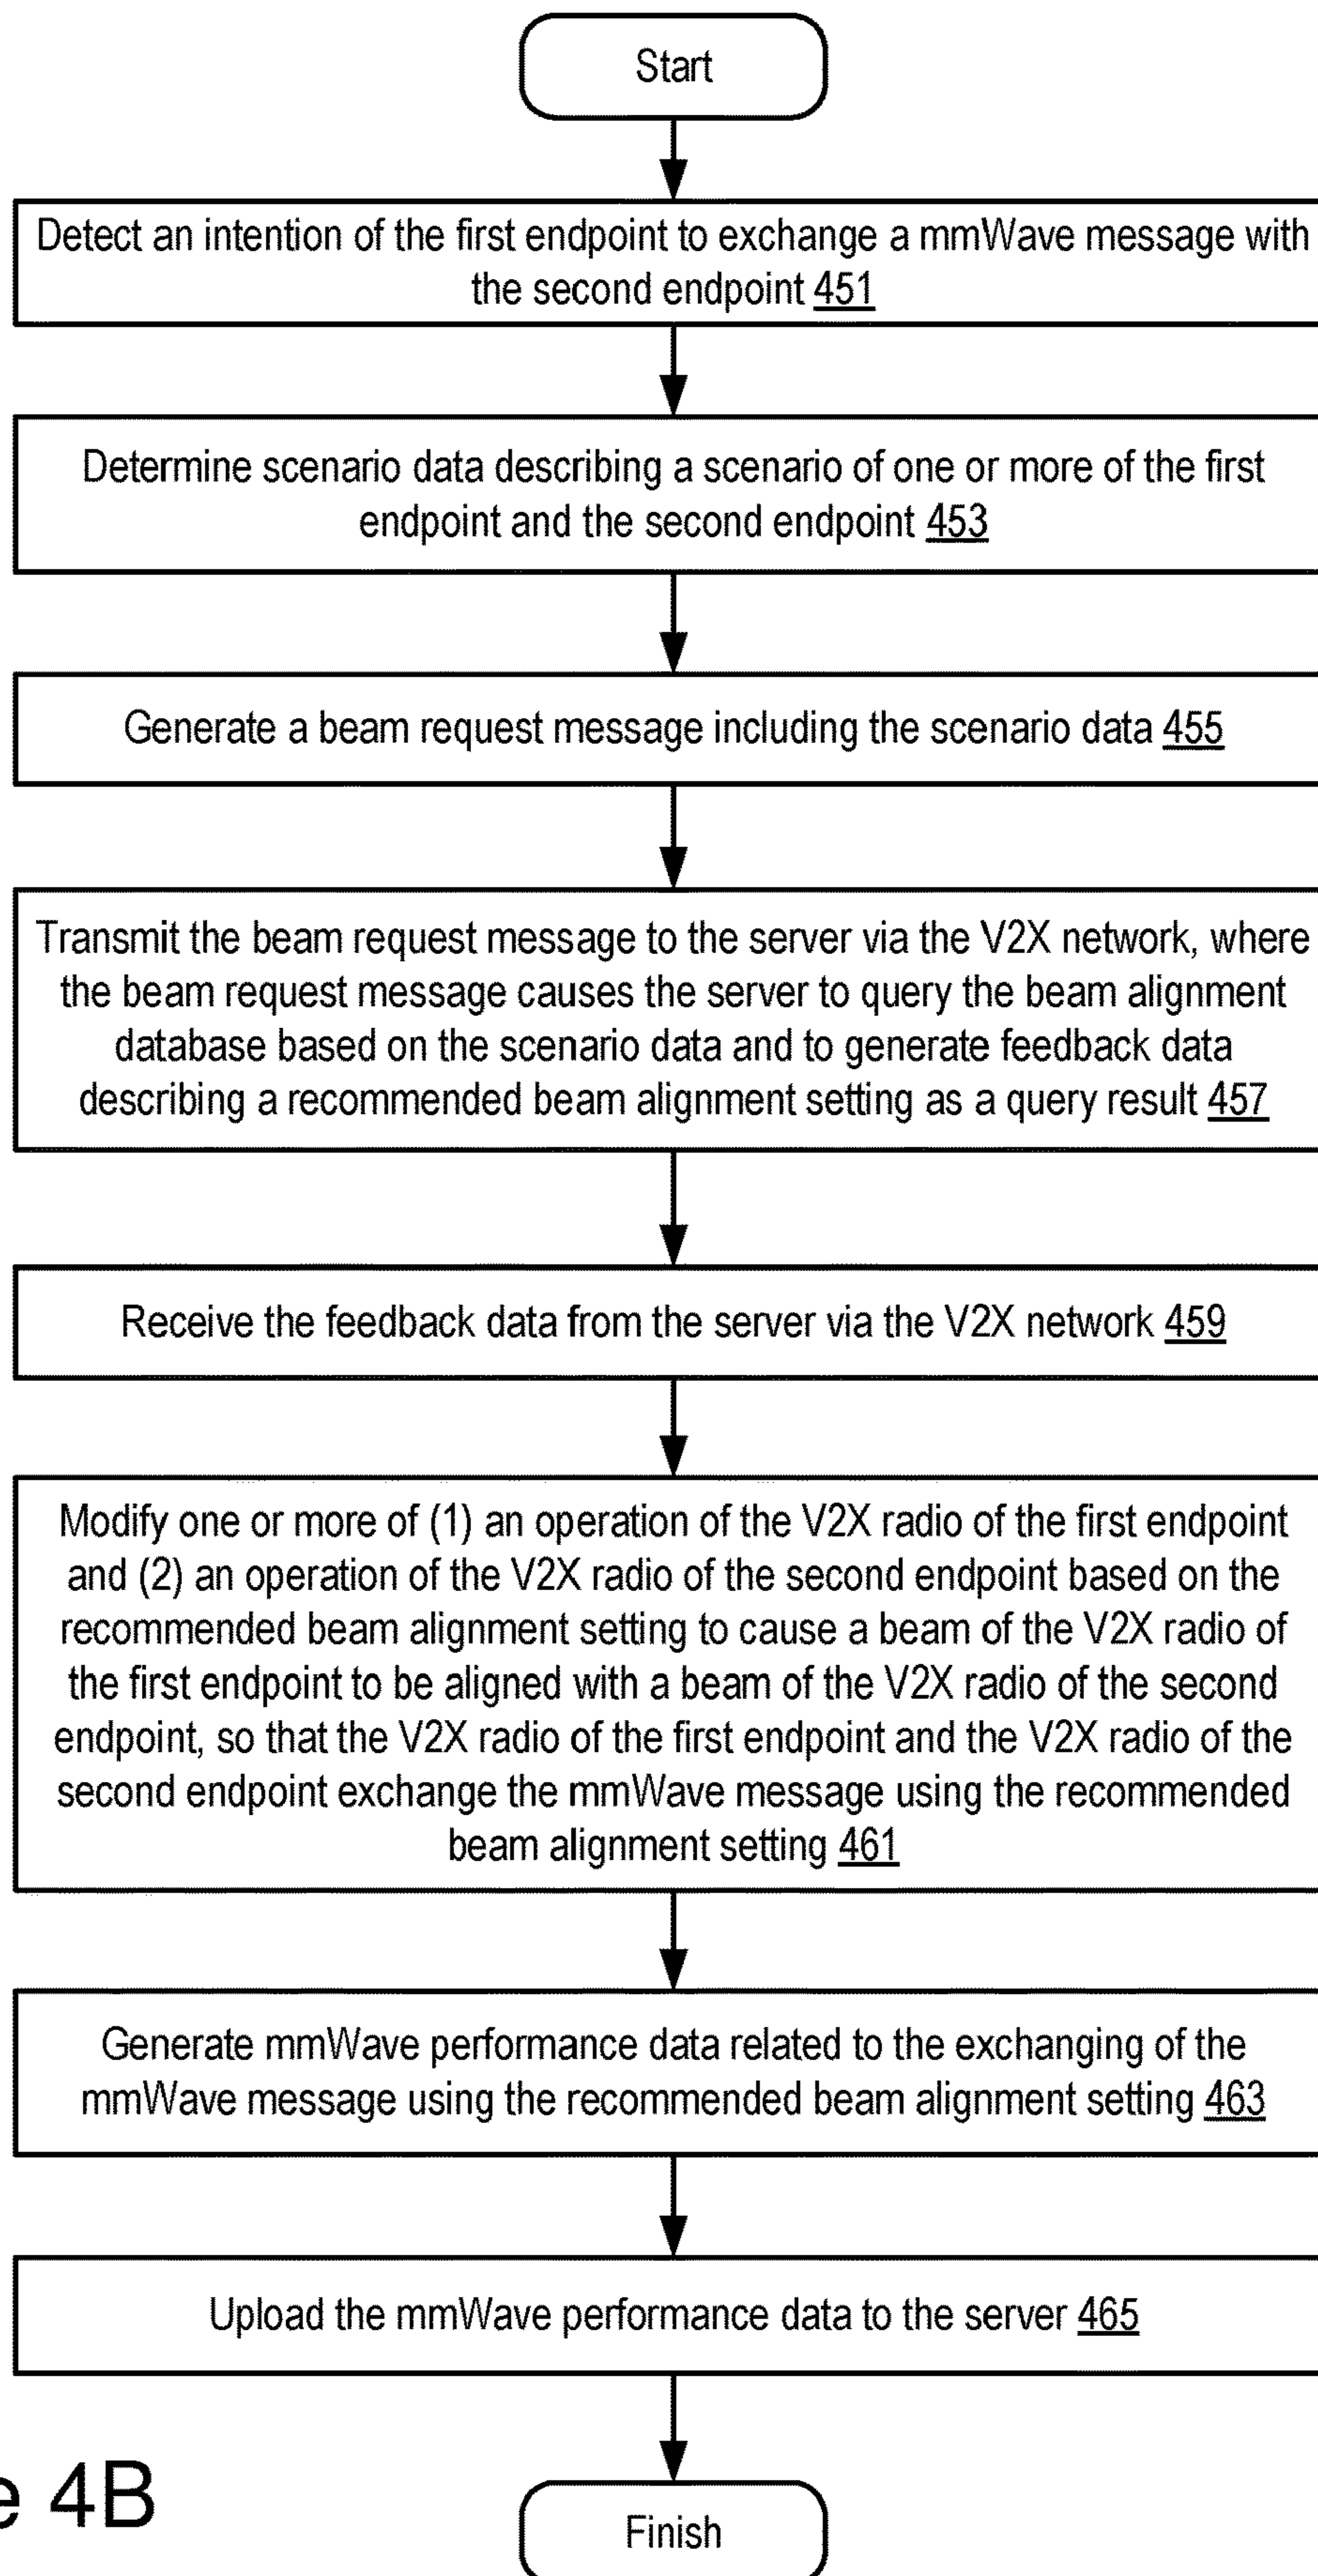 Start
Detect an intention of the first endpoint to exchange a mmWave message with
the second endpoint 451
Determine scenario data describing a scenario of one or more of the first
endpoint and the second endpoint 453
Generate a beam request message including the scenario data 455
Transmit the beam request message to the server via the V2X network, where
the beam request message causes the server to query the beam alignment
database based on the scenario data and to generate feedback data
describing a recommended beam alignment setting as a query result 457
Receive the feedback data from the server via the V2X network 459
Modify one or more of (1) an operation of the V2X radio of the first endpoint
and (2) an operation of the V2X radio of the second endpoint based on the
recommended beam alignment setting to cause a beam of the V2X radio of
the first endpoint to be aligned with a beam of the V2X radio of the second
endpoint, so that the V2X radio of the first endpoint and the V2X radio of the
second endpoint exchange the mmWave message using the recommended
beam alignment setting 461
Generate mmWave performance data related to the exchanging of the
mmWave message using the recommended beam alignment setting 463
Upload the mmWave performance data to the server 465
Finish
e 4B